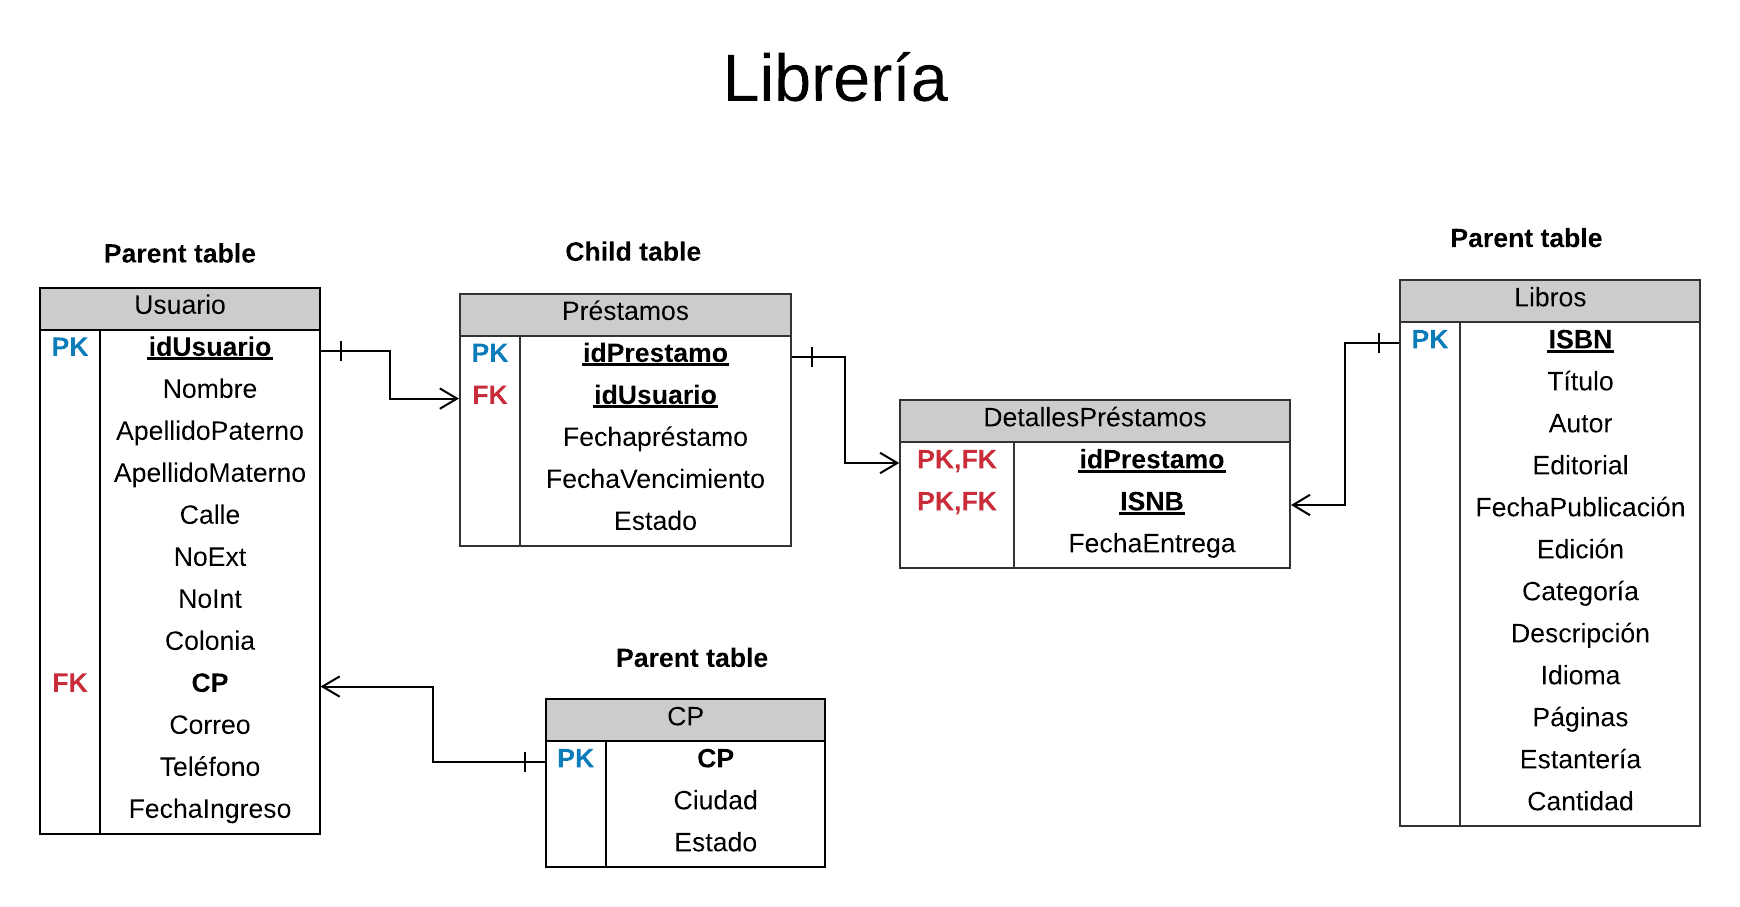 Librería
Parent table
Usuario
PK idUsuario
Nombre
ApellidoPaterno
ApellidoMaterno
Calle
NoExt
NoInt
Colonia
FK CP
Correo
Teléfono
FechaIngreso
Child table
Préstamos
PK idPrestamo
FK idUsuario
Fechapréstamo
FechaVencimiento
Estado
Parent table
CP
PK CP
Ciudad
Estado
DetallesPréstamos
PK,FK idPrestamo
PK,FK ISNB
FechaEntrega
Parent table
Libros
PK ISBN
Título
Autor
Editorial
FechaPublicación
Edición
Categoría
Descripción
Idioma
Páginas
Estantería
Cantidad